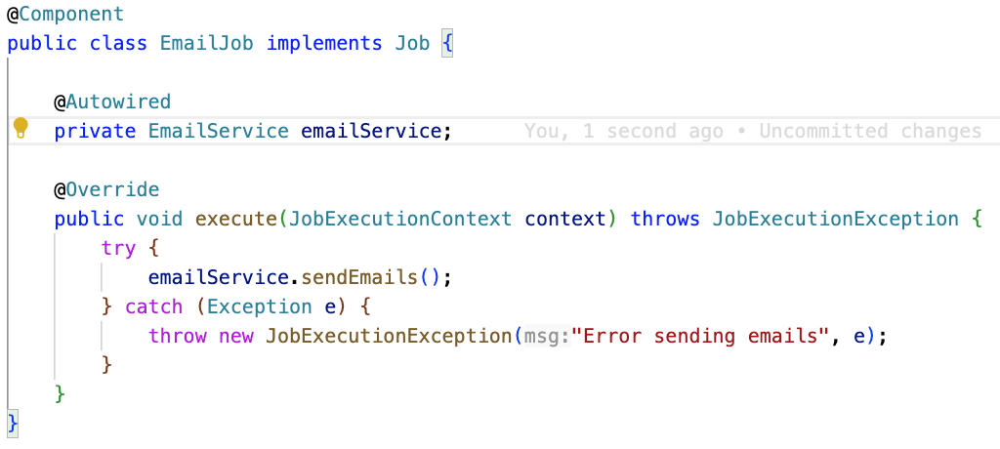 @Component
public class EmailJob implements Job {
@Autowired
private EmailService emailService; You, 1 second ago • Uncommitted changes
@Override
public void execute(JobExecutionContext context) throws JobExecutionException {
try {
emailService.sendEmails();
} catch (Exception e) {
throw new JobExecutionException(msg:"Error sending emails", e);
}
}
}